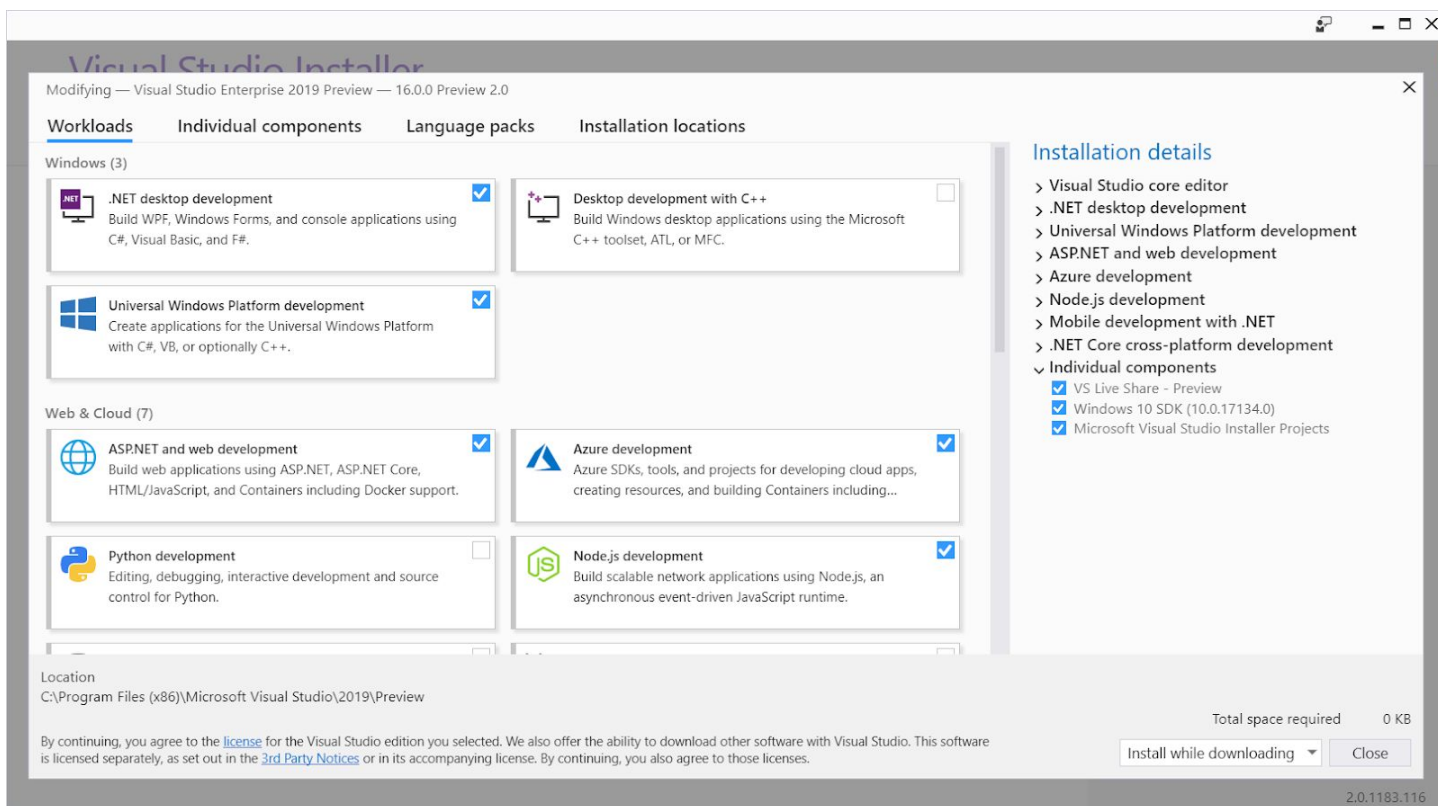 Visual Studio Installer
Modifying — Visual Studio Enterprise 2019 Preview — 16.0.0 Preview 2.0
Workloads
Individual components
Language packs
Installation locations
Windows (3)
.NET
.NET desktop development
Build WPF, Windows Forms, and console applications using
C#, Visual Basic, and F#.
++
Desktop development with C++
Build Windows desktop applications using the Microsoft
C++ toolset, ATL, or MFC.
Universal Windows Platform development
Create applications for the Universal Windows Platform
with C#, VB, or optionally C++.
Web & Cloud (7)
ASP.NET and web development
Build web applications using ASP.NET, ASP.NET Core,
HTML/JavaScript, and Containers including Docker support.
Azure development
Azure SDKs, tools, and projects for developing cloud apps,
creating resources, and building Containers including...
Python development
Editing, debugging, interactive development and source
control for Python.
JS
Node.js development
Build scalable network applications using Node.js, an
asynchronous event-driven JavaScript runtime.
Installation details
Visual Studio core editor
.NET desktop development
Universal Windows Platform development
ASP.NET and web development
Azure development
Node.js development
Mobile development with .NET
.NET Core cross-platform development
Individual components
VS Live Share - Preview
Windows 10 SDK (10.0.17134.0)
Microsoft Visual Studio Installer Projects
Location
C:\Program Files (x86)\Microsoft Visual Studio\2019\Preview
Total space required 0 KB
By continuing, you agree to the license for the Visual Studio edition you selected. We also offer the ability to download other software with Visual Studio. This software
is licensed separately, as set out in the 3rd Party Notices or in its accompanying license. By continuing, you also agree to those licenses.
Install while downloading
Close
2.0.1183.116